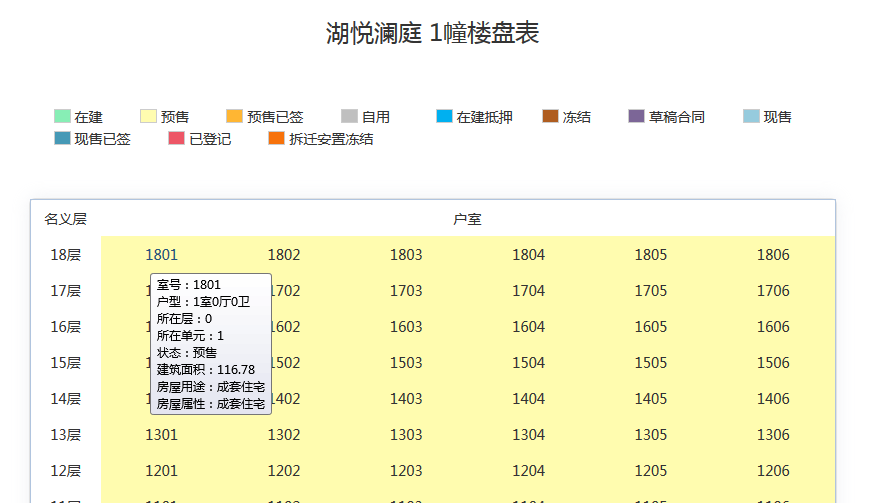 湖悦澜庭 1幢楼盘表
在建 预售 预售已签 自用 在建抵押 冻结 草稿合同 现售
现售已签 已登记 拆迁安置冻结
名义层 户室
18层 1801 1802 1803 1804 1805 1806
室号：1801
户型：1室0厅0卫
所在层：0
所在单元：1
状态：预售
建筑面积：116.78
房屋用途：成套住宅
房屋属性：成套住宅
17层 1702 1703 1704 1705 1706
16层 1602 1603 1604 1605 1606
15层 1502 1503 1504 1505 1506
14层 1402 1403 1404 1405 1406
13层 1301 1302 1303 1304 1305 1306
12层 1201 1202 1203 1204 1205 1206